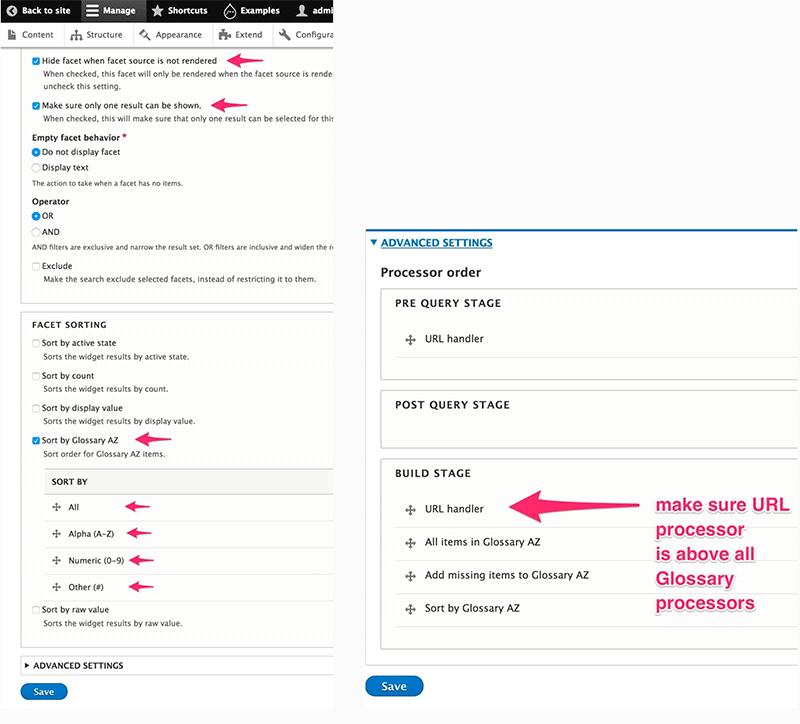 Back to site Manage Shortcuts Examples admi
Content Structure Appearance Extend Configura
Hide facet when facet source is not rendered
When checked, this facet will only be rendered when the facet source is rende
uncheck this setting.
Make sure only one result can be shown.
When checked, this will make sure that only one result can be selected for this
Empty facet behavior *
Do not display facet
Display text
The action to take when a facet has no items.
Operator
OR
AND
AND filters are exclusive and narrow the result set. OR filters are inclusive and widen the re
Exclude
Make the search exclude selected facets, instead of restricting it to them.
FACET SORTING
Sort by active state
Sorts the widget results by active state.
Sort by count
Sorts the widget results by count.
Sort by display value
Sorts the widget results by display value.
Sort by Glossary AZ
Sort order for Glossary AZ items.
SORT BY
All
Alpha (A-Z)
Numeric (0-9)
Other (#)
Sort by raw value
Sorts the widget results by raw value.
ADVANCED SETTINGS
Save
ADVANCED SETTINGS
Processor order
PRE QUERY STAGE
URL handler
POST QUERY STAGE
BUILD STAGE
URL handler
All items in Glossary AZ
Add missing items to Glossary AZ
Sort by Glossary AZ
make sure URL
processor
is above all
Glossary
processors
Save